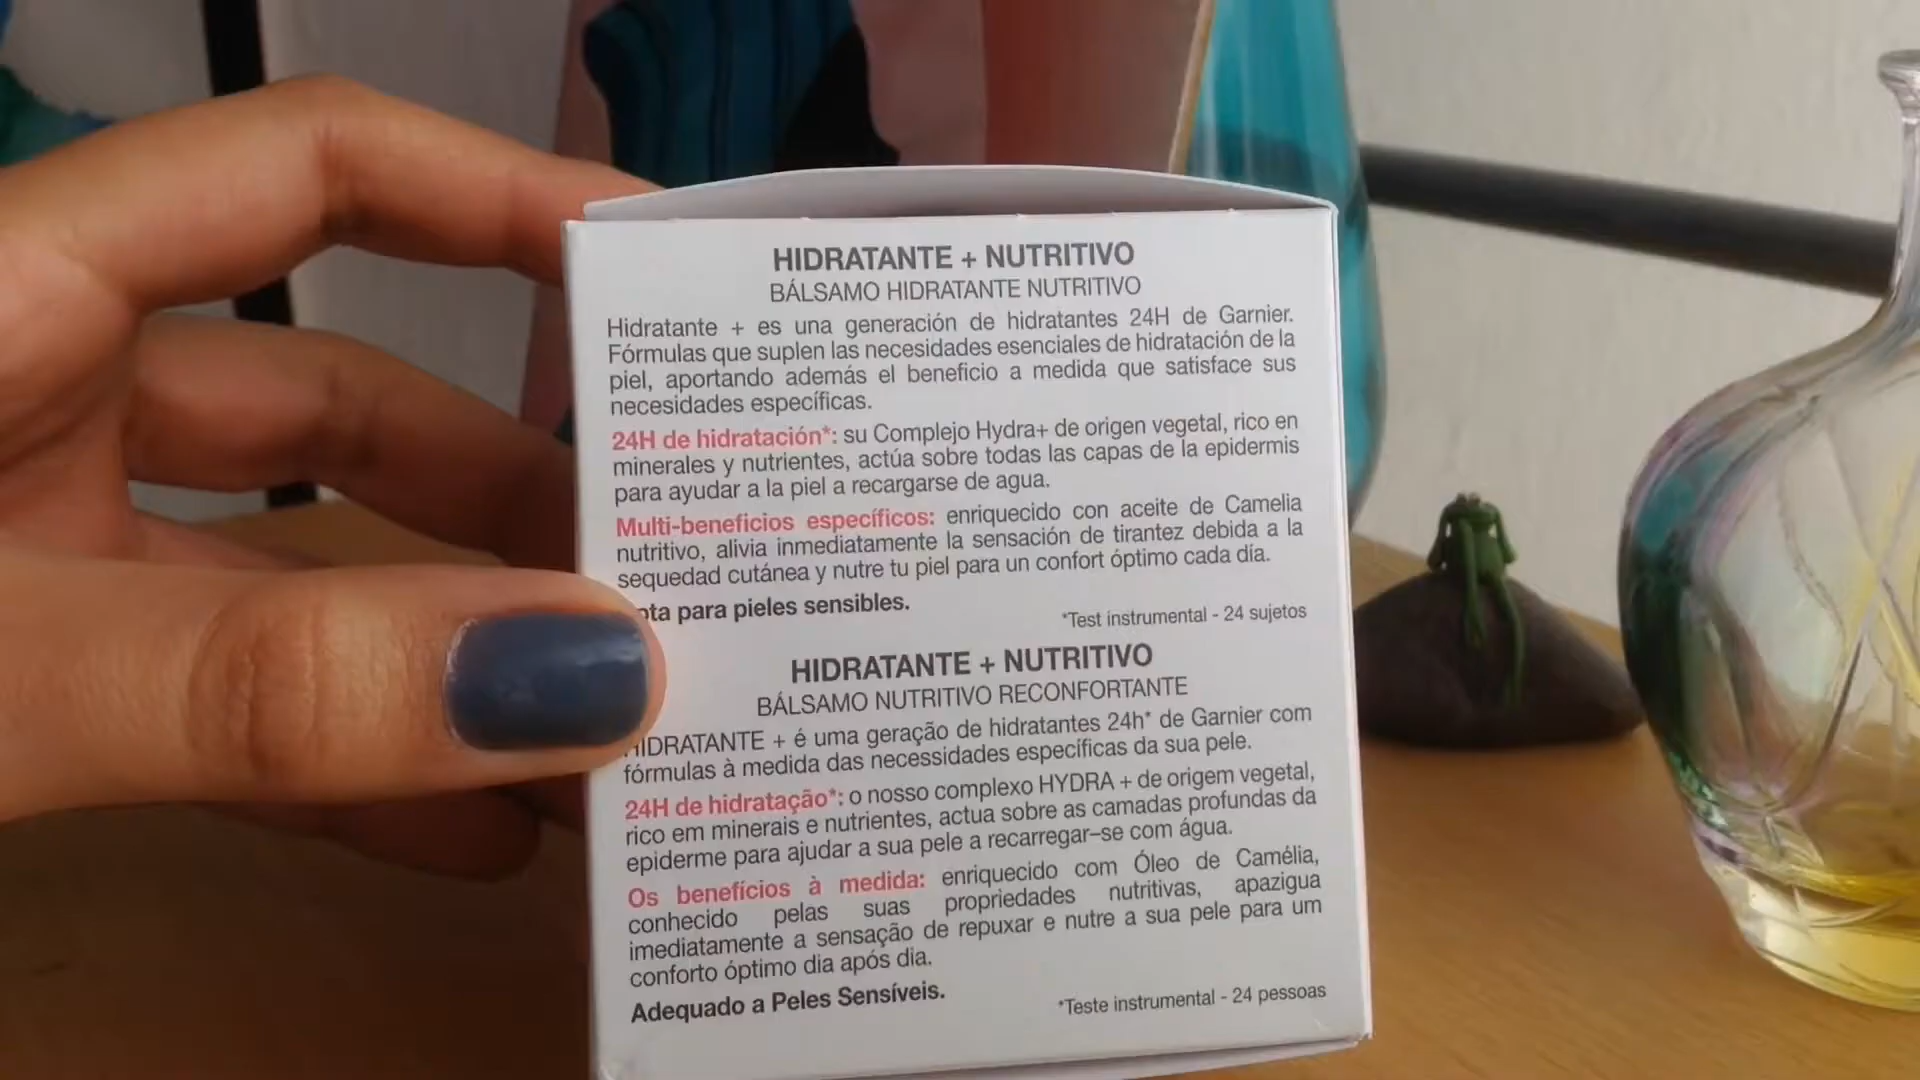 HIDRATANTE + NUTRITIVO
BÁLSAMO HIDRATANTE NUTRITIVO
Hidratante + es una generación de hidratantes 24H de Garnier.
Fórmulas que suplen las necesidades esenciales de hidratación de la
piel, aportando además el beneficio a medida que satisface sus
necesidades específicas.
24H de hidratación*: su Complejo Hydra+ de origen vegetal, rico en
minerales y nutrientes, actúa sobre todas las capas de la epidermis
para ayudar a la piel a recargarse de agua.
Multi-beneficios específicos: enriquecido con aceite de Camelia
nutritivo, alivia inmediatamente la sensación de tirantez debida a la
sequedad cutánea y nutre tu piel para un confort óptimo cada día.
para pieles sensibles.
*Test instrumental - 24 sujetos
HIDRATANTE + NUTRITIVO
BÁLSAMO NUTRITIVO RECONFORTANTE
HIDRATANTE + é uma geração de hidratantes 24h* de Garnier com
fórmulas à medida das necessidades específicas da sua pele.
24H de hidratação*: o nosso complexo HYDRA + de origem vegetal,
rico em minerais e nutrientes, actua sobre as camadas profundas da
epiderme para ajudar a sua pele a recarregar–se com água.
Os benefícios à medida: enriquecido com Óleo de Camélia,
conhecido pelas suas propriedades nutritivas, apazigua
imediatamente a sensação de repuxar e nutre a sua pele para um
conforto óptimo dia após dia.
Adequado a Peles Sensíveis.
*Teste instrumental - 24 pessoas